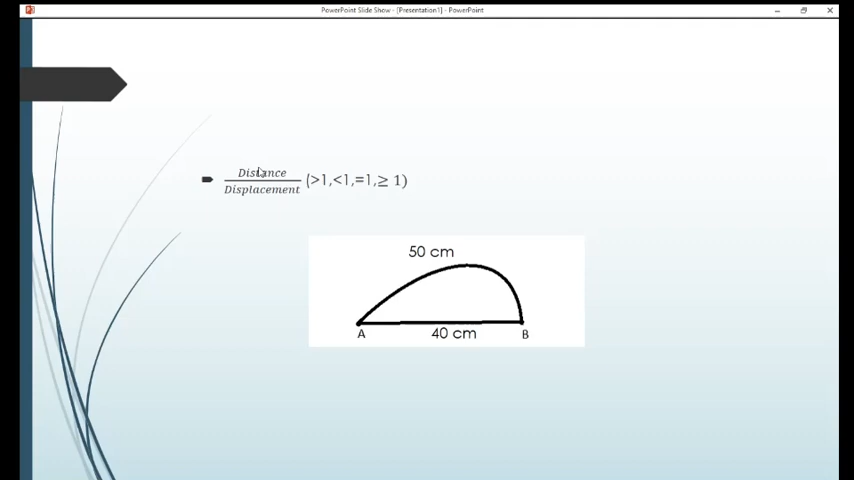 PowerPoint Slide Show - [Presentation1] - PowerPoint
Distance
Displacement (>1,<1,=1,≥ 1)
50 cm
A 40 cm B